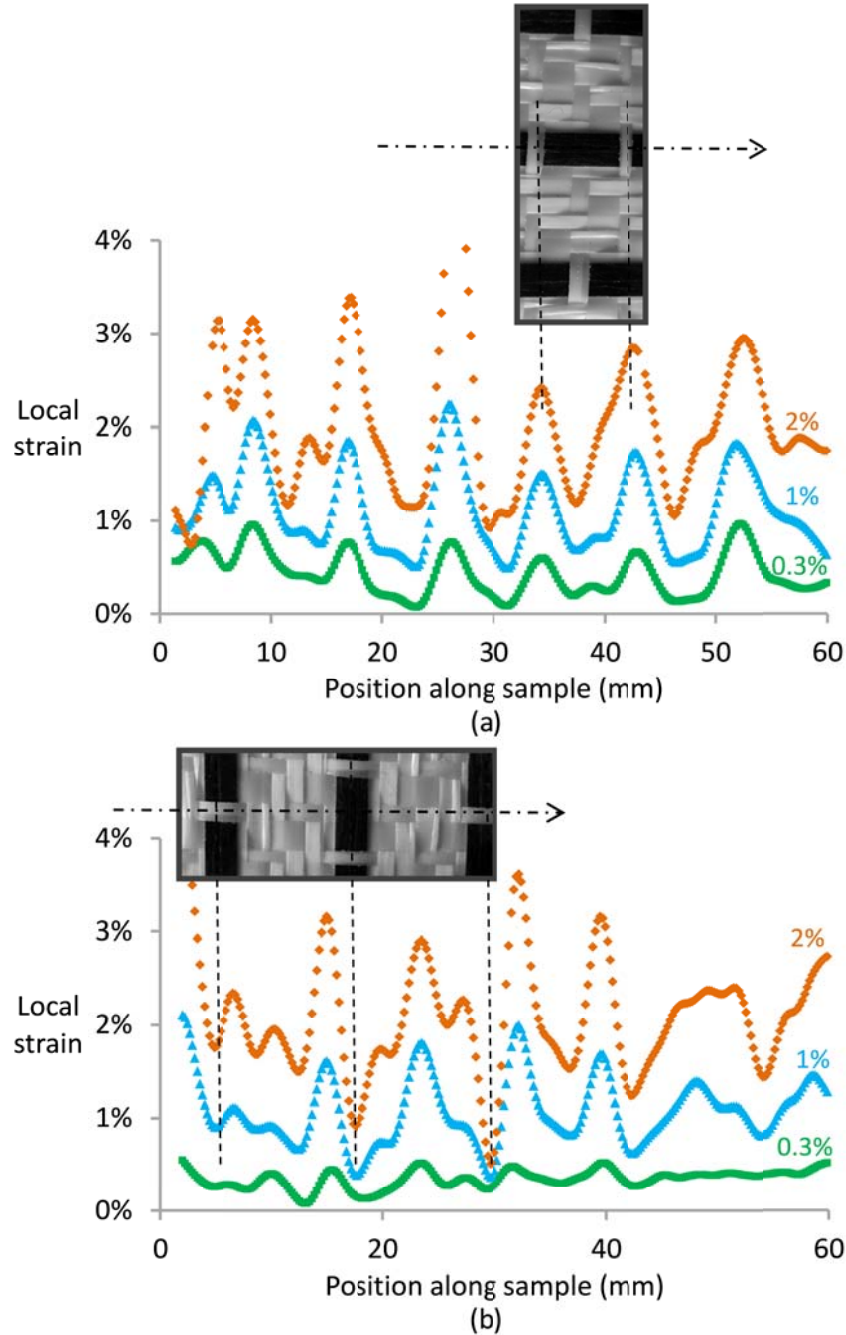 4%
3%
Local
strain
2%
2%
1%
1%
0.3%
0%
0 10 20 30 40 50 60
Position along sample (mm)
(a)
4%
3%
2%
Local
strain
2%
1%
1%
0.3%
0%
0 20 40 60
Position along sample (mm)
(b)